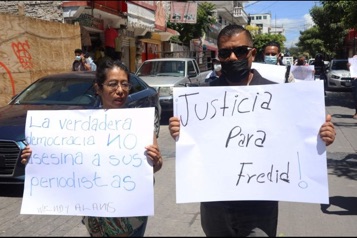 La verdadera
democracia NO
asesina a sus
periodistas
Justicia
Para
Fredid!